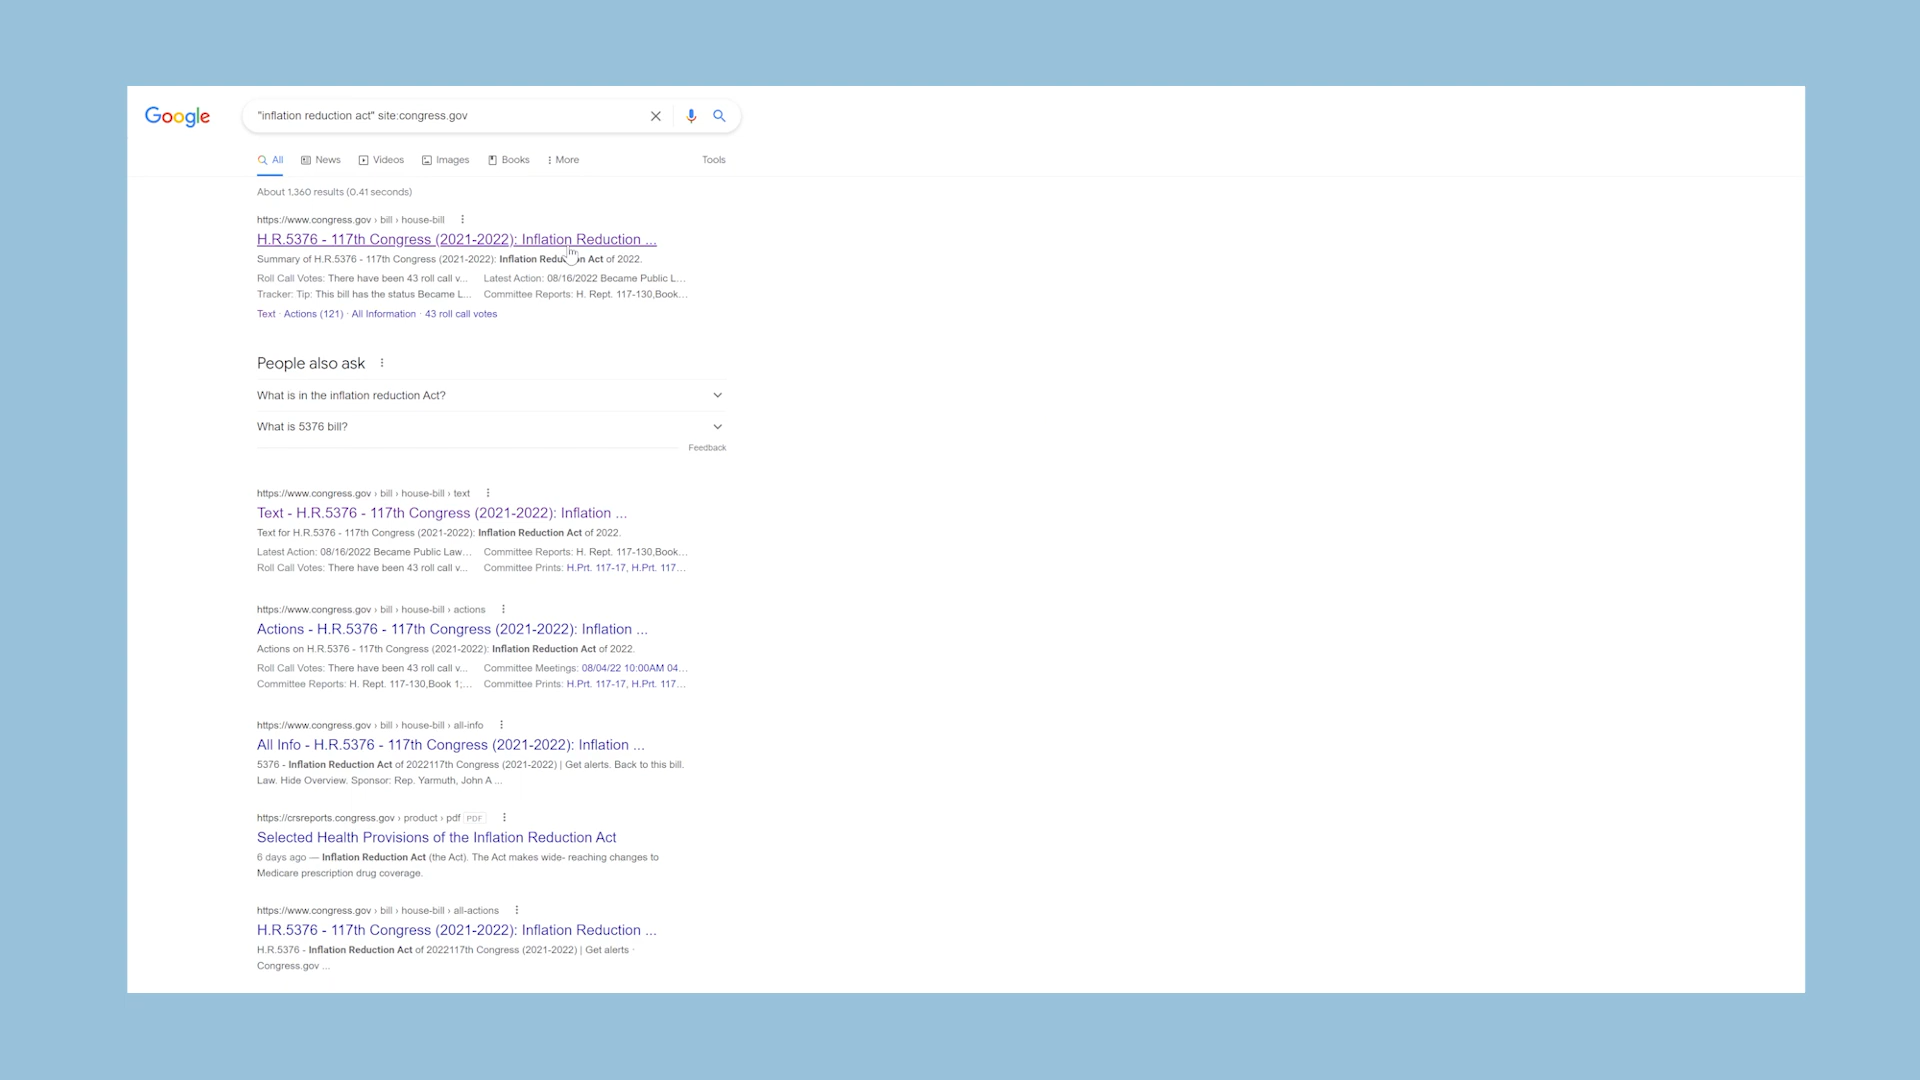 Google
"inflation reduction act" site:congress.gov
All News Videos Images Books More Tools
About 1,360 results (0.41 seconds)
https://www.congress.gov › bill › house-bill
H.R.5376 - 117th Congress (2021-2022): Inflation Reduction ...
Summary of H.R.5376 - 117th Congress (2021-2022): Inflation Reduction Act of 2022.
Roll Call Votes: There have been 43 roll call v... Latest Action: 08/16/2022 Became Public L...
Tracker: Tip: This bill has the status Became L... Committee Reports: H. Rept. 117-130,Book...
Text · Actions (121) · All Information · 43 roll call votes
People also ask
What is in the inflation reduction Act?
What is 5376 bill?
Feedback
https://www.congress.gov › bill › house-bill › text
Text - H.R.5376 - 117th Congress (2021-2022): Inflation ...
Text for H.R.5376 - 117th Congress (2021-2022): Inflation Reduction Act of 2022.
Latest Action: 08/16/2022 Became Public Law... Committee Reports: H. Rept. 117-130,Book...
Roll Call Votes: There have been 43 roll call v... Committee Prints: H.Prt. 117-17, H.Prt. 117...
https://www.congress.gov › bill › house-bill › actions
Actions - H.R.5376 - 117th Congress (2021-2022): Inflation ...
Actions on H.R.5376 - 117th Congress (2021-2022): Inflation Reduction Act of 2022.
Roll Call Votes: There have been 43 roll call v... Committee Meetings: 08/04/22 10:00AM 04...
Committee Reports: H. Rept. 117-130,Book 1;... Committee Prints: H.Prt. 117-17, H.Prt. 117...
https://www.congress.gov › bill › house-bill › all-info
All Info - H.R.5376 - 117th Congress (2021-2022): Inflation ...
5376 - Inflation Reduction Act of 2022117th Congress (2021-2022) | Get alerts. Back to this bill.
Law. Hide Overview. Sponsor: Rep. Yarmuth, John A ...
https://crsreports.congress.gov › product › pdf PDF
Selected Health Provisions of the Inflation Reduction Act
6 days ago — Inflation Reduction Act (the Act). The Act makes wide- reaching changes to
Medicare prescription drug coverage.
https://www.congress.gov › bill › house-bill › all-actions
H.R.5376 - 117th Congress (2021-2022): Inflation Reduction ...
H.R.5376 - Inflation Reduction Act of 2022117th Congress (2021-2022) | Get alerts ·
Congress.gov ...